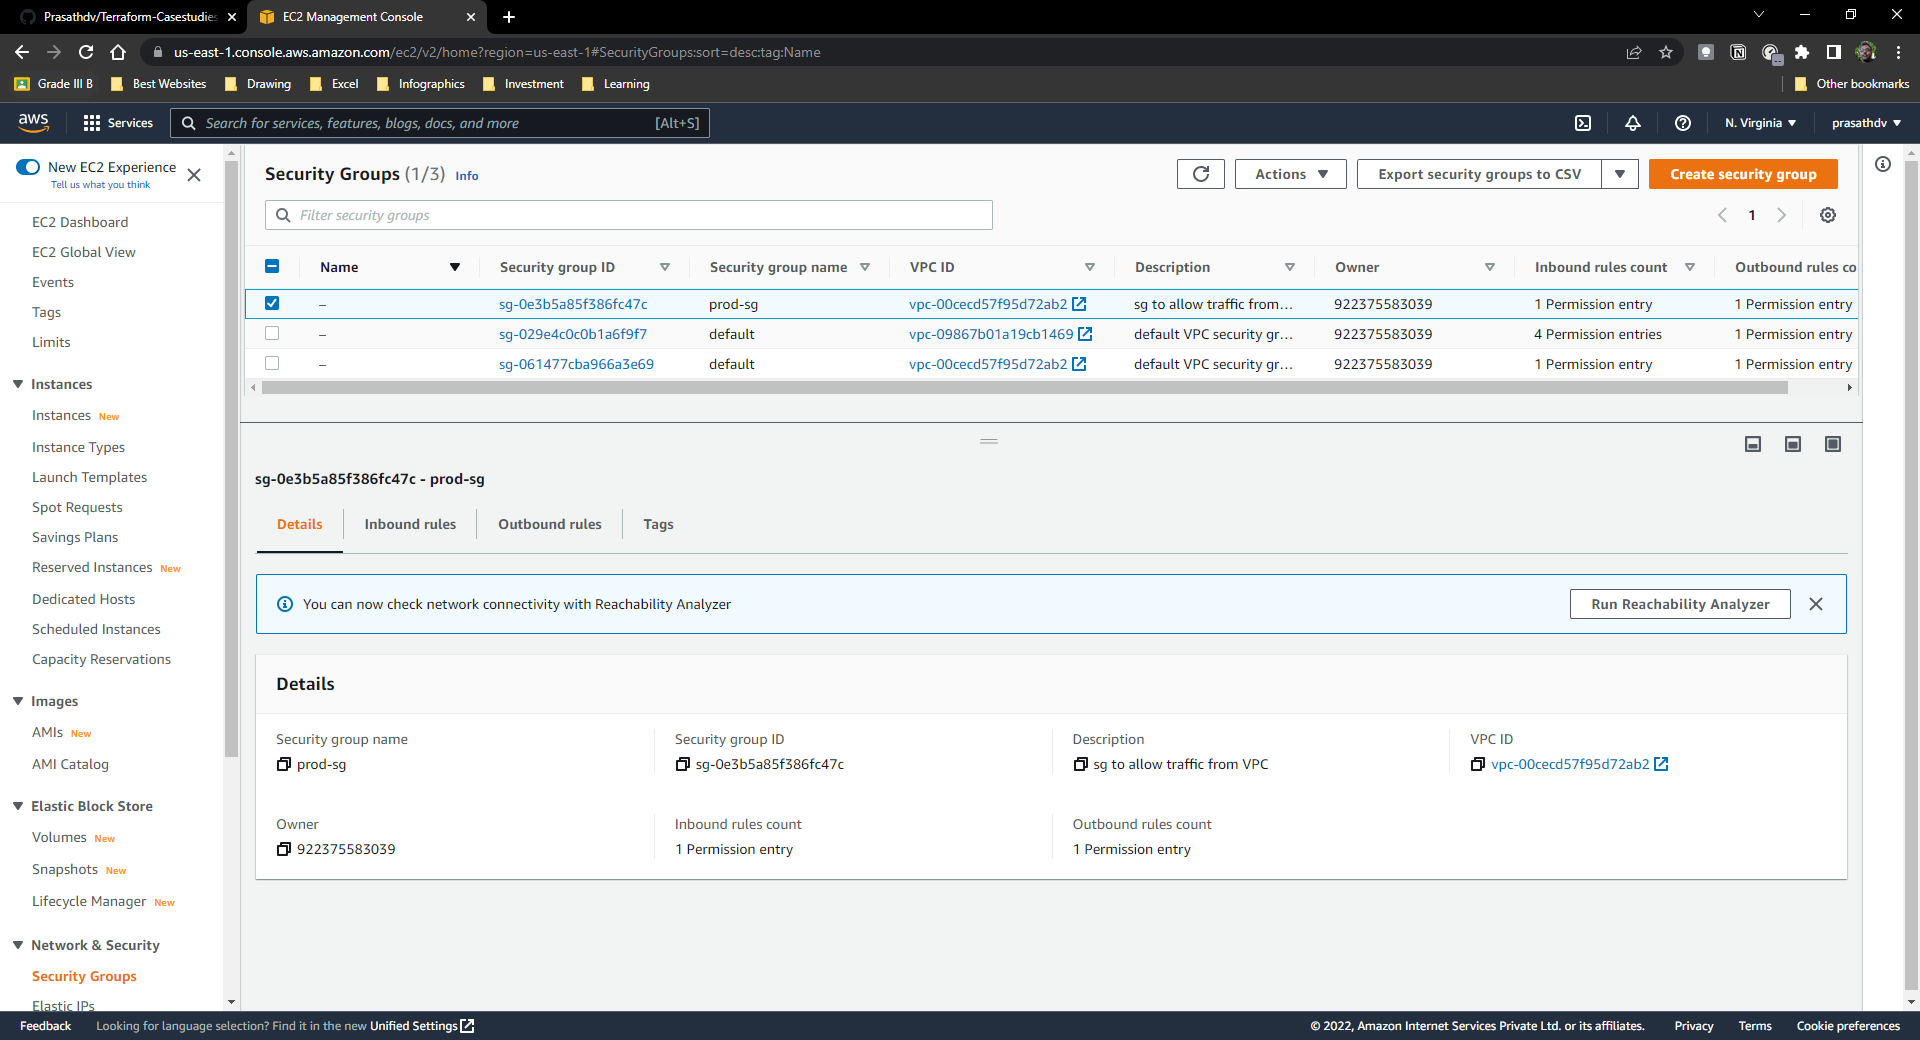 Prasathdv/Terraform-Casestudies
EC2 Management Console
us-east-1.console.aws.amazon.com/ec2/v2/home?region=us-east-1#SecurityGroups:sort=desc:tag:Name
Grade III B
Best Websites
Drawing
Excel
Infographics
Investment
Learning
Other bookmarks
aws
Services
Search for services, features, blogs, docs, and more
[Alt+S]
N. Virginia
prasathdv
New EC2 Experience
Tell us what you think
EC2 Dashboard
EC2 Global View
Events
Tags
Limits
Instances
Instances New
Instance Types
Launch Templates
Spot Requests
Savings Plans
Reserved Instances New
Dedicated Hosts
Scheduled Instances
Capacity Reservations
Images
AMIs New
AMI Catalog
Elastic Block Store
Volumes New
Snapshots New
Lifecycle Manager New
Network & Security
Security Groups
Elastic IPs
Security Groups (1/3) Info
Actions
Export security groups to CSV
Create security group
Filter security groups
1
Name Security group ID Security group name VPC ID Description Owner Inbound rules count Outbound rules co
– sg-0e3b5a85f386fc47c prod-sg vpc-00cecd57f95d72ab2 sg to allow traffic from... 922375583039 1 Permission entry 1 Permission entry
– sg-029e4c0c0b1a6f9f7 default vpc-09867b01a19cb1469 default VPC security gr... 922375583039 4 Permission entries 1 Permission entry
– sg-061477cba966a3e69 default vpc-00cecd57f95d72ab2 default VPC security gr... 922375583039 1 Permission entry 1 Permission entry
sg-0e3b5a85f386fc47c - prod-sg
Details Inbound rules Outbound rules Tags
You can now check network connectivity with Reachability Analyzer
Run Reachability Analyzer
Details
Security group name
prod-sg
Security group ID
sg-0e3b5a85f386fc47c
Description
sg to allow traffic from VPC
VPC ID
vpc-00cecd57f95d72ab2
Owner
922375583039
Inbound rules count
1 Permission entry
Outbound rules count
1 Permission entry
Feedback
Looking for language selection? Find it in the new Unified Settings
© 2022, Amazon Internet Services Private Ltd. or its affiliates.
Privacy
Terms
Cookie preferences